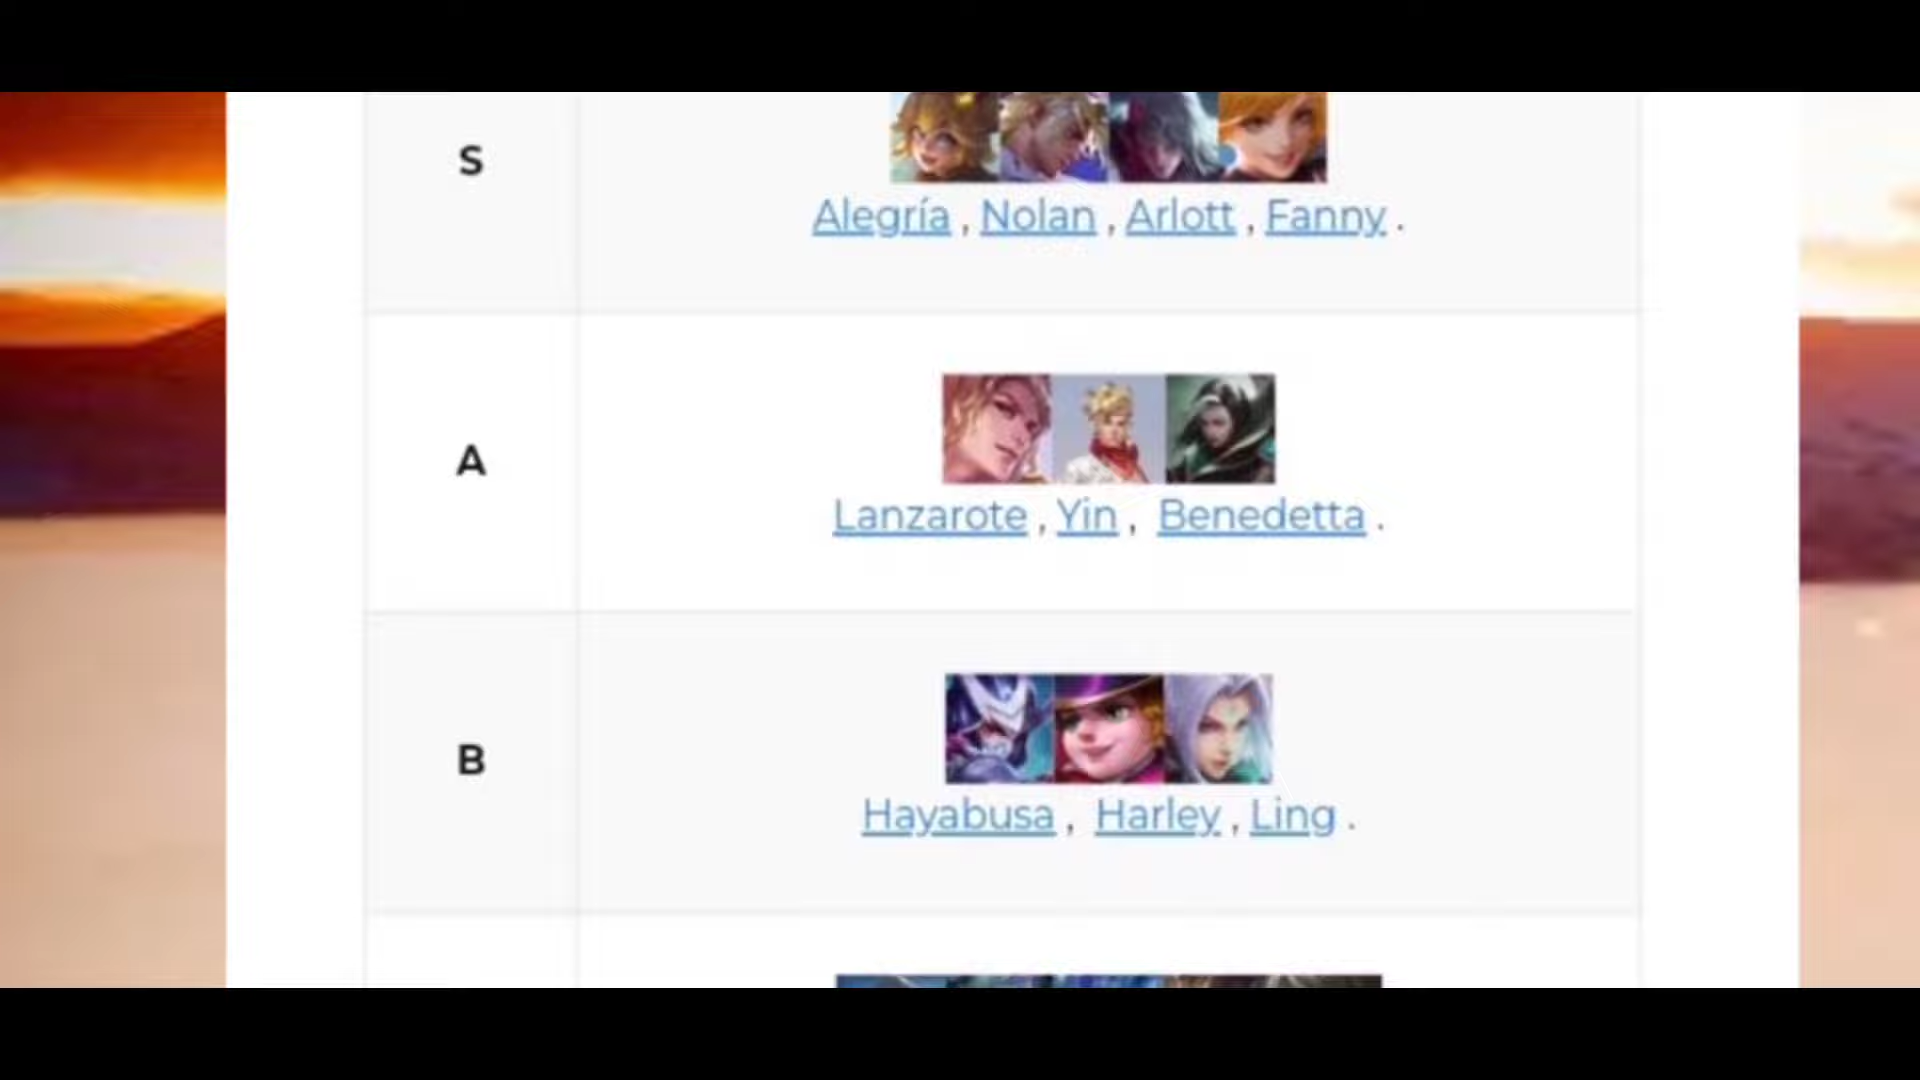 S
Alegría , Nolan , Arlott , Fanny .
A
Lanzarote , Yin , Benedetta .
B
Hayabusa , Harley , Ling .